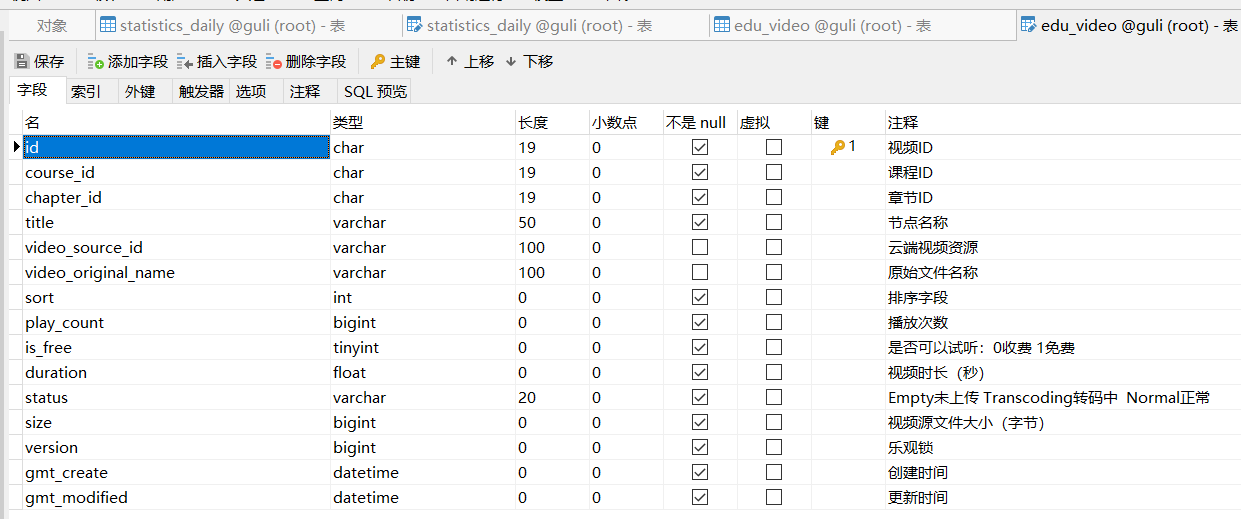 对象 statistics_daily @guli (root) - 表 statistics_daily @guli (root) - 表 edu_video @guli (root) - 表 edu_video @guli (root) - 表
保存 添加字段 插入字段 删除字段 主键 上移 下移
字段 索引 外键 触发器 选项 注释 SQL 预览
名 类型 长度 小数点 不是 null 虚拟 键 注释
id char 19 0 1 视频ID
course_id char 19 0 课程ID
chapter_id char 19 0 章节ID
title varchar 50 0 节点名称
video_source_id varchar 100 0 云端视频资源
video_original_name varchar 100 0 原始文件名称
sort int 0 0 排序字段
play_count bigint 0 0 播放次数
is_free tinyint 0 0 是否可以试听：0收费 1免费
duration float 0 0 视频时长（秒）
status varchar 20 0 Empty未上传 Transcoding转码中  Normal正常
size bigint 0 0 视频源文件大小（字节）
version bigint 0 0 乐观锁
gmt_create datetime 0 0 创建时间
gmt_modified datetime 0 0 更新时间